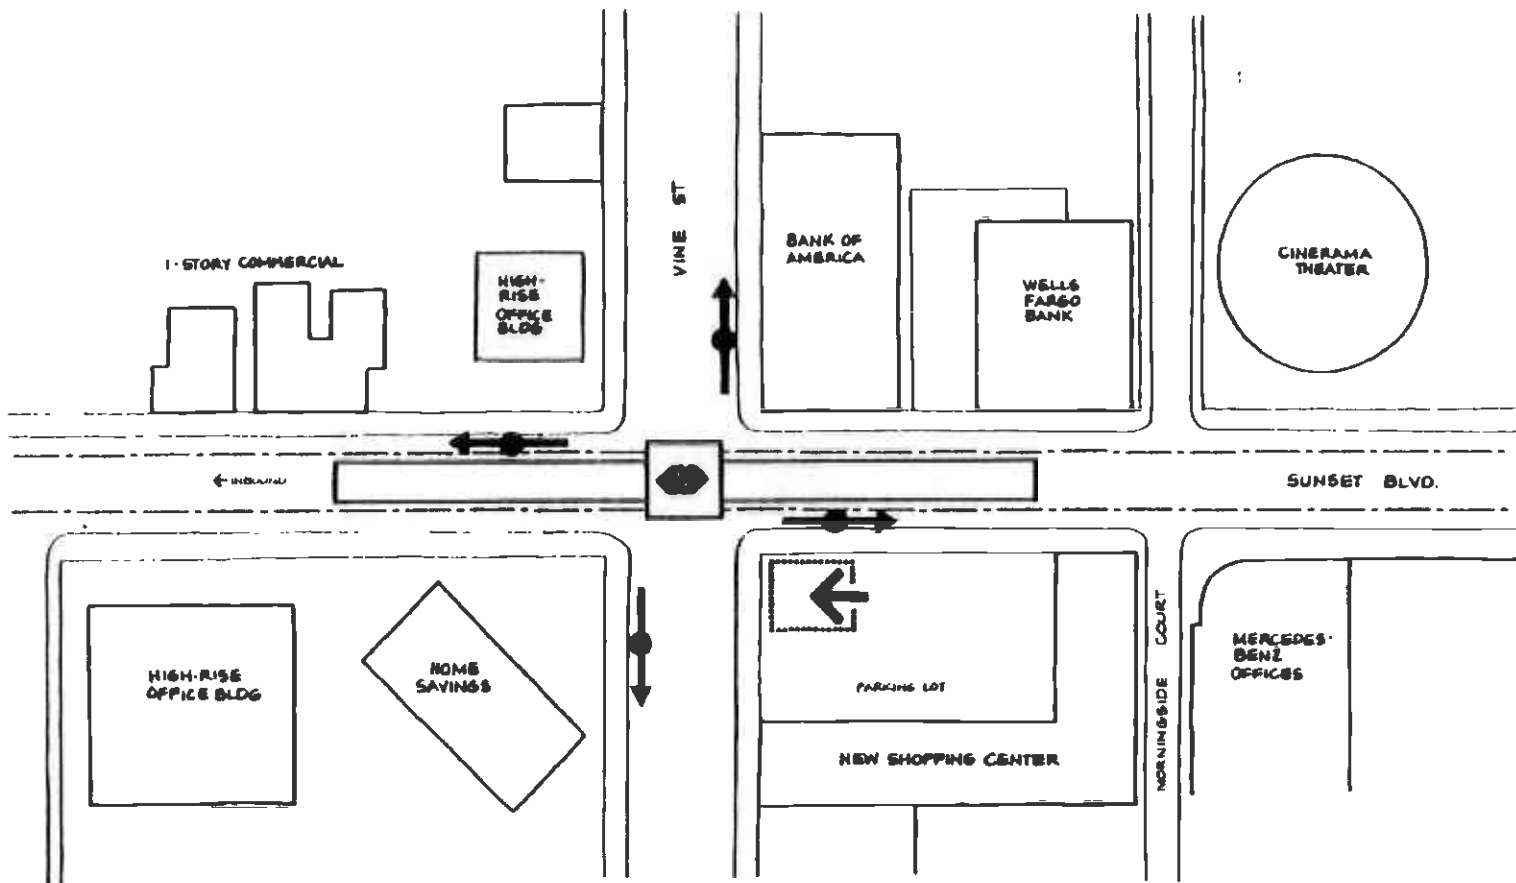 VINE ST
BANK OF
AMERICA
1-STORY COMMERCIAL
HIGH-
RISE
OFFICE
BLDG
WELLS
FARGO
BANK
CINERAMA
THEATER
← INBOUND
SUNSET BLVD.
HIGH-RISE
OFFICE BLDG
HOME
SAVINGS
PARKING LOT
NEW SHOPPING CENTER
MORNINGSIDE COURT
MERCEDES-
BENZ
OFFICES